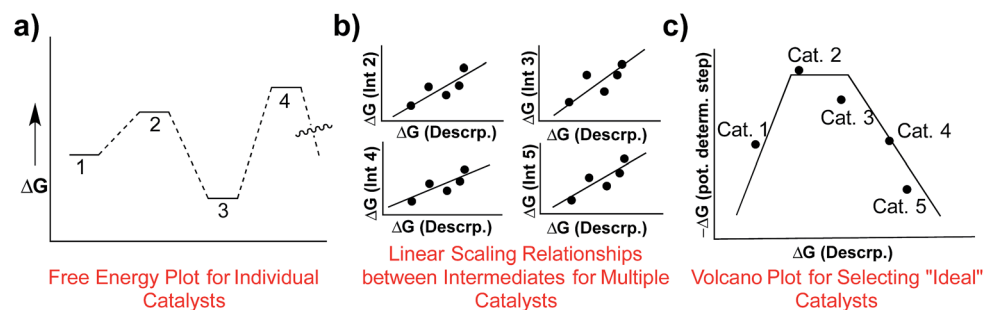 a)
ΔG
1
2
3
4
Free Energy Plot for Individual
Catalysts
b)
ΔG (Int 2)
ΔG (Descrp.)
ΔG (Int 3)
ΔG (Descrp.)
ΔG (Int 4)
ΔG (Descrp.)
ΔG (Int 5)
ΔG (Descrp.)
Linear Scaling Relationships
between Intermediates for Multiple
Catalysts
c)
−ΔG (pot. determ. step)
Cat. 1
Cat. 2
Cat. 3
Cat. 4
Cat. 5
ΔG (Descrp.)
Volcano Plot for Selecting "Ideal"
Catalysts